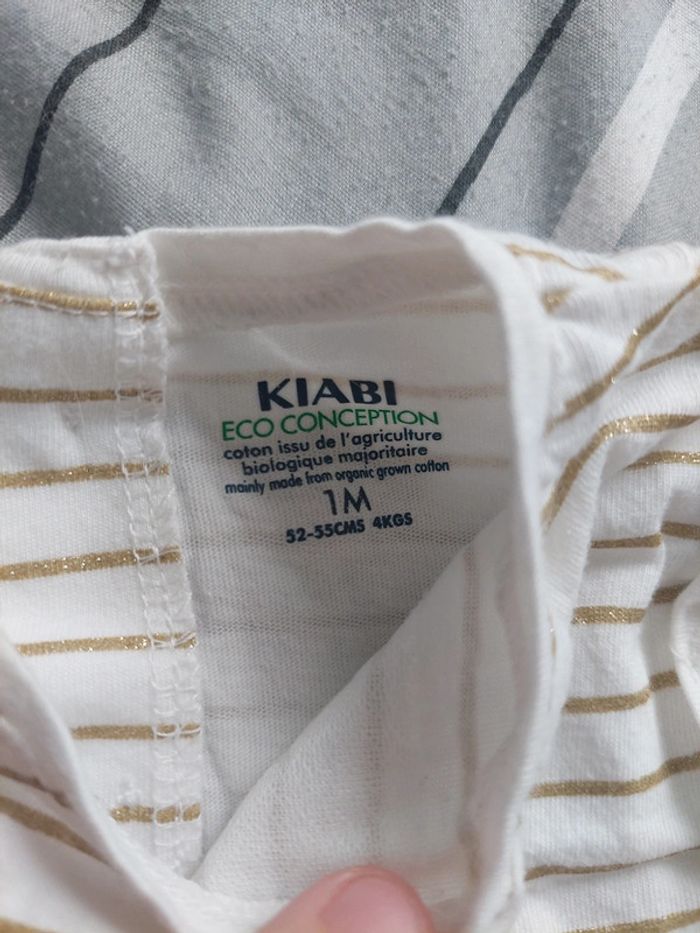 KIABI
ECO CONCEPTION
coton issu de l'agriculture
biologique majoritaire
mainly made from organic grown cotton
1M
52-55CMS 4KGS